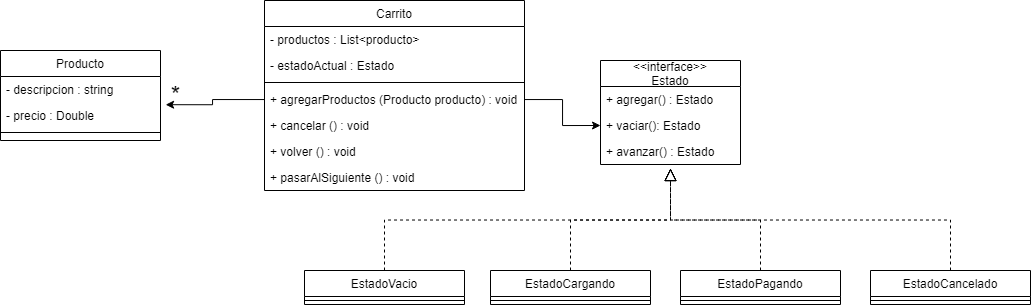 Carrito
- productos : List<producto>
- estadoActual : Estado
+ agregarProductos (Producto producto) : void
+ cancelar () : void
+ volver () : void
+ pasarAlSiguiente () : void
Producto
- descripcion : string
- precio : Double
*
<<interface>>
Estado
+ agregar() : Estado
+ vaciar(): Estado
+ avanzar() : Estado
EstadoVacio
EstadoCargando
EstadoPagando
EstadoCancelado